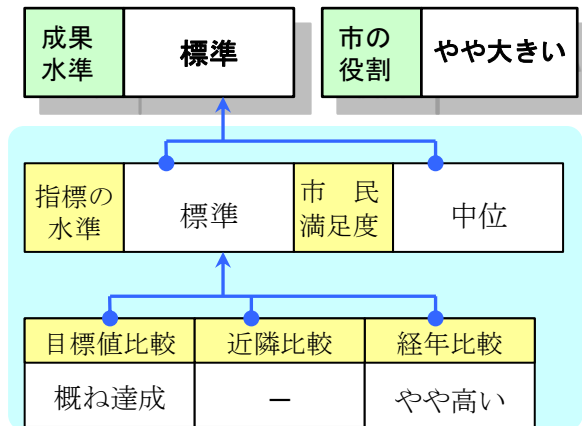 成果
水準
標準
市の
役割
やや大きい
指標の
水準
標準
市 民
満足度
中位
目標値比較
近隣比較
経年比較
概ね達成
－
やや高い